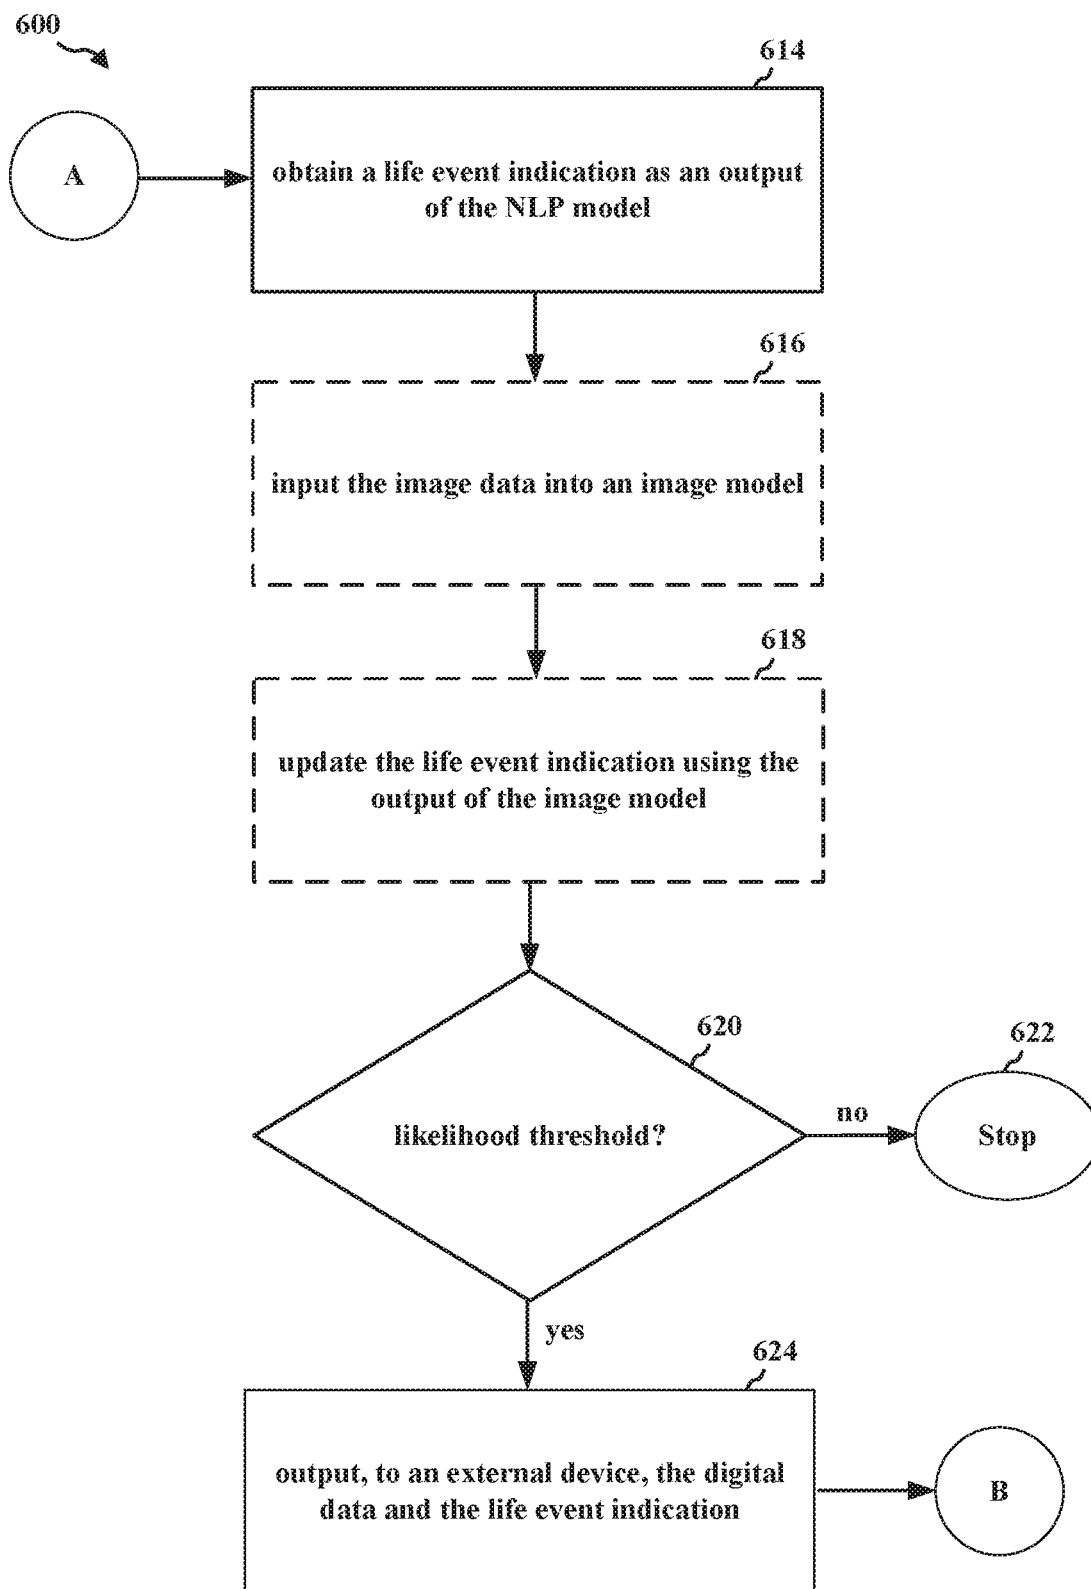 600
614
A
obtain a life event indication as an output
of the NLP model
616
input the image data into an image model
618
update the life event indication using the
output of the image model
620
622
likelihood threshold?
no
Stop
yes
624
output, to an external device, the digital
data and the life event indication
B